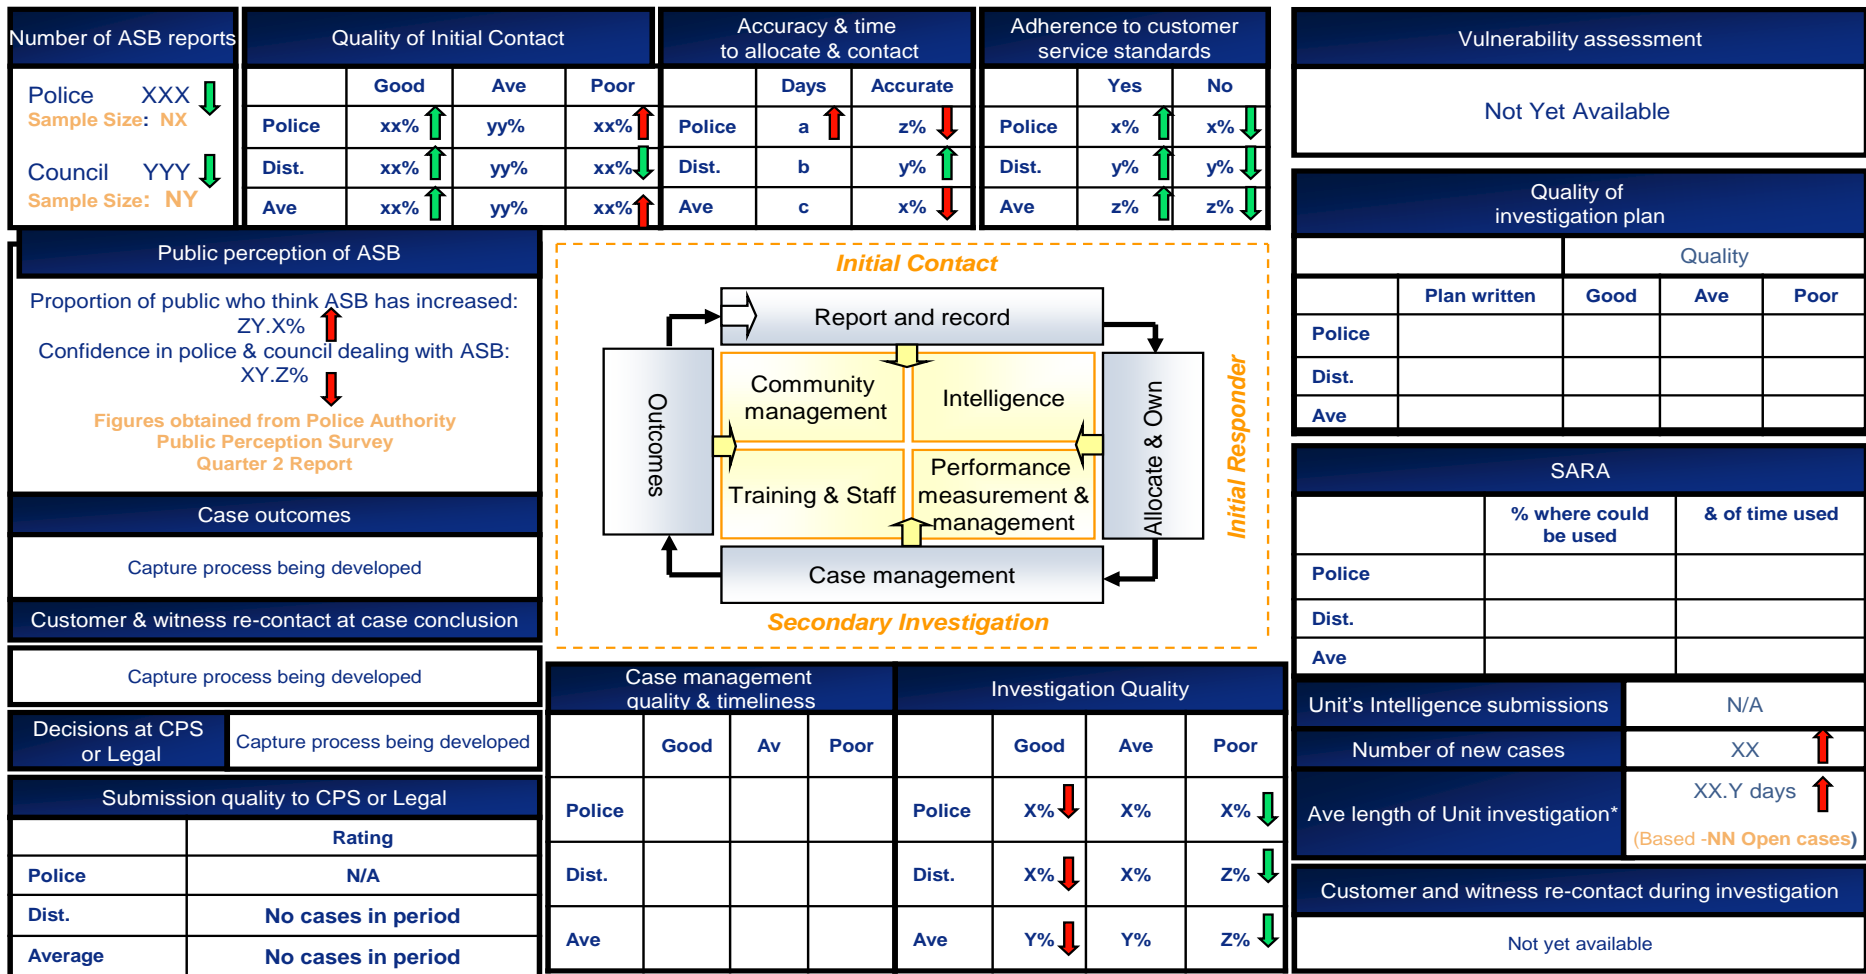 Number of ASB reports
Police XXX
Sample Size: NX
Council YYY
Sample Size: NY
Quality of Initial Contact
Good Ave Poor
Police xx% yy% xx%
Dist. xx% yy% xx%
Ave xx% yy% xx%
Accuracy & time
to allocate & contact
Days Accurate
Police a z%
Dist. b y%
Ave c x%
Adherence to customer
service standards
Yes No
Police x% x%
Dist. y% y%
Ave z% z%
Vulnerability assessment
Not Yet Available
Public perception of ASB
Proportion of public who think ASB has increased:
ZY.X%
Confidence in police & council dealing with ASB:
XY.Z%
Figures obtained from Police Authority
Public Perception Survey
Quarter 2 Report
Case outcomes
Capture process being developed
Customer & witness re-contact at case conclusion
Capture process being developed
Decisions at CPS
or Legal
Capture process being developed
Submission quality to CPS or Legal
Rating
Police N/A
Dist. No cases in period
Average No cases in period
Initial Contact
Report and record
Outcomes
Community
management
Intelligence
Training & Staff
Performance
measurement &
management
Allocate & Own
Initial Responder
Case management
Secondary Investigation
Case management
quality & timeliness
Good Av Poor
Police
Dist.
Ave
Investigation Quality
Good Ave Poor
Police X% X% X%
Dist. X% X% Z%
Ave Y% Y% Z%
Quality of
investigation plan
Quality
Plan written Good Ave Poor
Police
Dist.
Ave
SARA
% where could
be used
& of time used
Police
Dist.
Ave
Unit's Intelligence submissions N/A
Number of new cases XX
Ave length of Unit investigation*
XX.Y days
(Based -NN Open cases)
Customer and witness re-contact during investigation
Not yet available